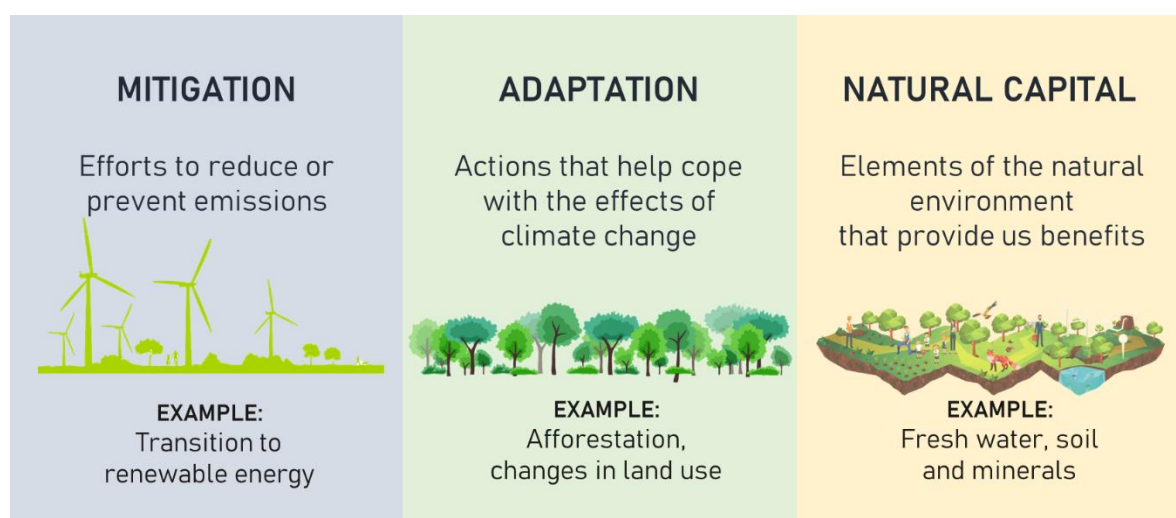 MITIGATION
Efforts to reduce or
prevent emissions
EXAMPLE:
Transition to
renewable energy
ADAPTATION
Actions that help cope
with the effects of
climate change
EXAMPLE:
Afforestation,
changes in land use
NATURAL CAPITAL
Elements of the natural
environment
that provide us benefits
EXAMPLE:
Fresh water, soil
and minerals